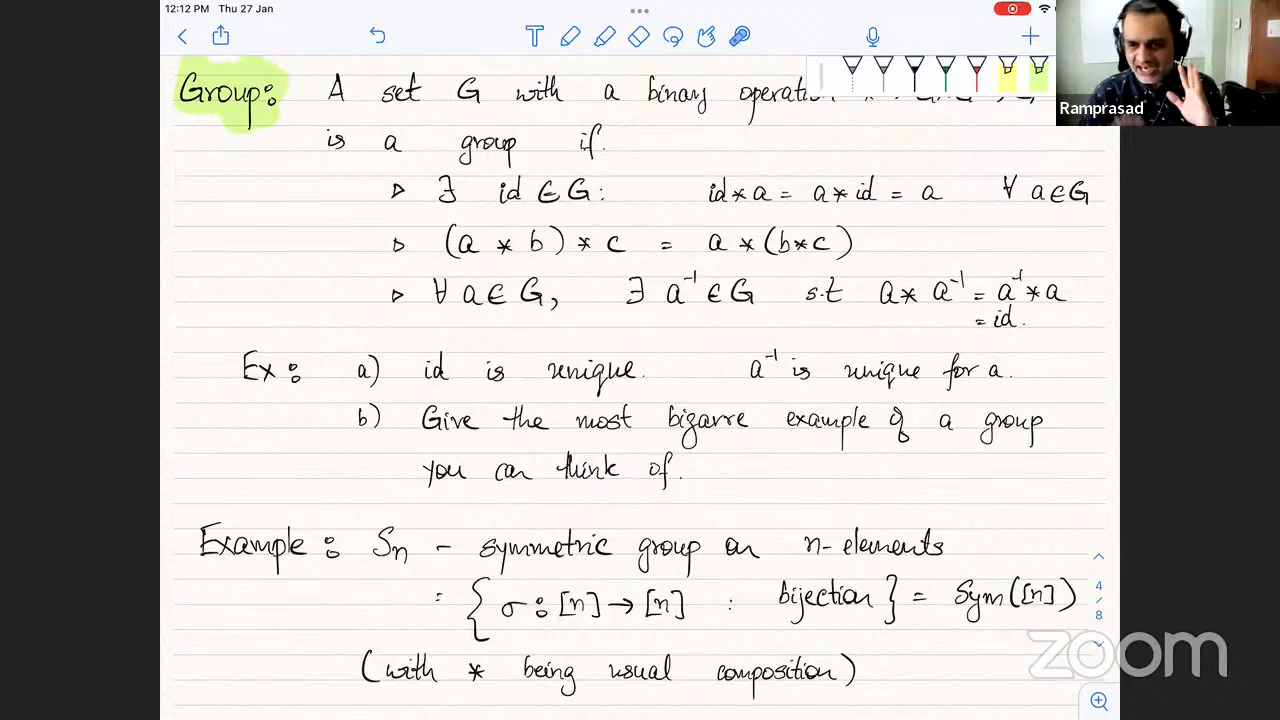 12:12 PM Thu 27 Jan
Ramprasad
Group: A set G with a binary operation
is a group if.
▷ ∃ id ∈ G: id * a = a * id = a ∀ a ∈ G
▷ (a * b) * c = a * (b * c)
▷ ∀ a ∈ G, ∃ a⁻¹ ∈ G s.t a * a⁻¹ = a⁻¹ * a
= id.
Ex: a) id is unique. a⁻¹ is unique for a.
b) Give the most bizarre example of a group
you can think of.
Example: Sn - symmetric group on n-elements
= { σ: [n] → [n] : bijection } = Sym([n])
(with * being usual composition)
4
/
8
zoom